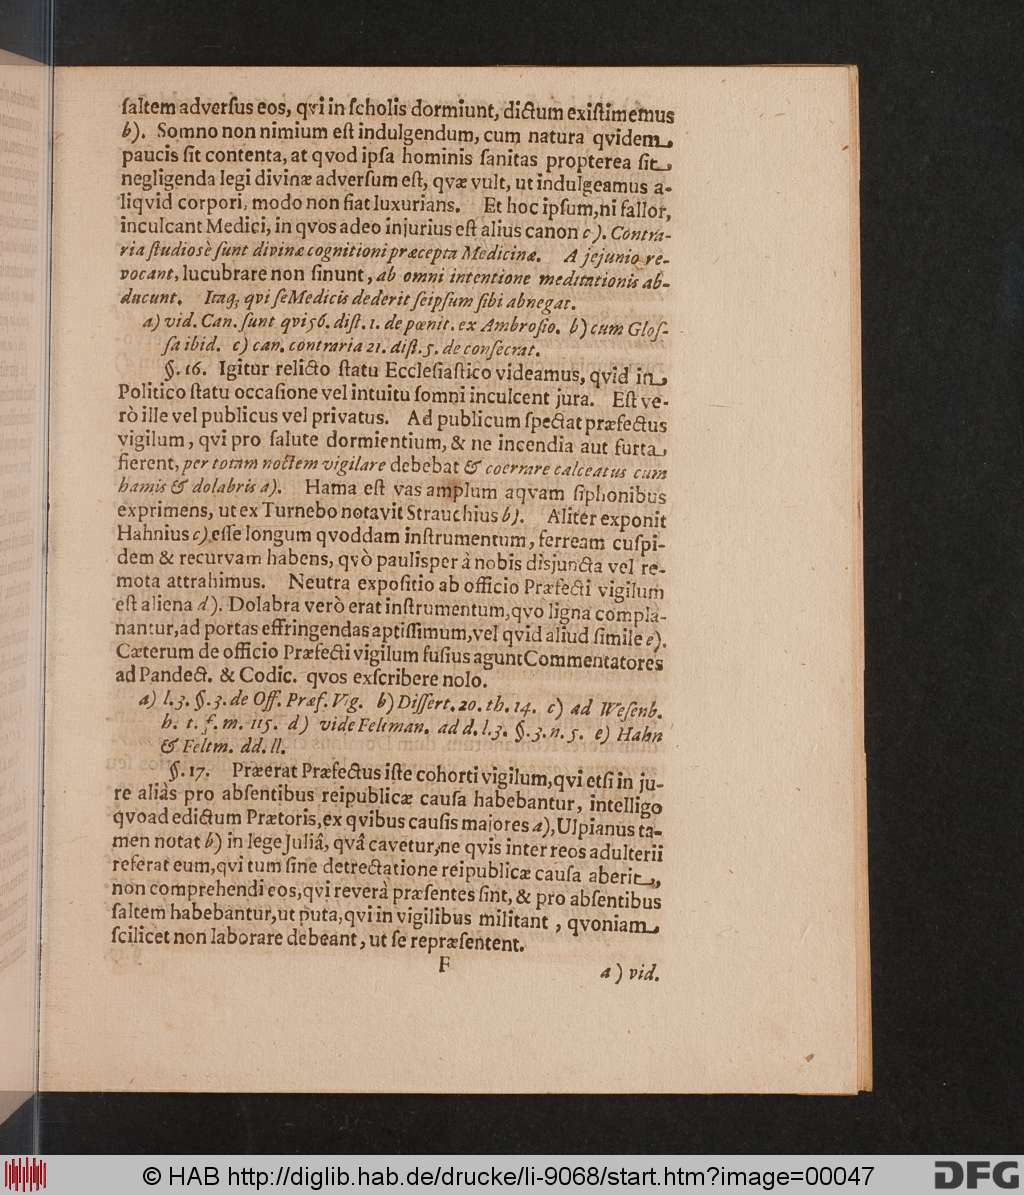 ſaltem adverſus eos, qvi in ſcholis dormiunt, dictum exiſtimemus
b). Somno non nimium eſt indulgendum, cum natura qvidem
paucis ſit contenta, at qvod ipſa hominis ſanitas propterea ſit
negligenda legi divinæ adverſum eſt, qvæ vult, ut indulgeamus a-
liqvid corpori, modo non fiat luxurians. Et hoc ipſum, ni fallor,
inculcant Medici, in qvos adeo injurius eſt alius canon c). Contra-
ria ſtudiosè ſunt divinæ cognitioni præcepta Medicinæ. A jejunio re-
vocant, lucubrare non ſinunt, ab omni intentione meditationis ab-
ducunt. Itaq; qvi ſe Medicis dederit ſeipſum ſibi abnegat.
a) vid. Can. ſunt qvi 56. diſt. 1. de pœnit. ex Ambroſio. b) cum Gloſ-
ſa ibid. c) can. contraria 21. diſt. 5. de conſecrat.
§. 16. Igitur relicto ſtatu Eccleſiaſtico videamus, qvid in
Politico ſtatu occaſione vel intuitu ſomni inculcent jura. Eſt ve-
rò ille vel publicus vel privatus. Ad publicum ſpectat præfectus
vigilum, qvi pro ſalute dormientium, & ne incendia aut furta
fierent, per totam noctem vigilare debebat & coerrare calceatus cum
hamis & dolabris a). Hama eſt vas amplum aqvam ſiphonibus
exprimens, ut ex Turnebo notavit Strauchius b). Aliter exponit
Hahnius c) eſſe longum qvoddam inſtrumentum, ferream cuſpi-
dem & recurvam habens, qvò paulisper à nobis disjuncta vel re-
mota attrahimus. Neutra expoſitio ab officio Præfecti vigilum
eſt aliena d). Dolabra verò erat inſtrumentum, qvo ligna compla-
nantur, ad portas effringendas aptiſſimum, vel qvid aliud ſimile e).
Cæterum de officio Præfecti vigilum fuſius agunt Commentatores
ad Pandect. & Codic. qvos exſcribere nolo.
a) l. 3. §. 3. de Off. Præf. Vig. b) Diſſert. 20. th. 14. c) ad Weſenb.
h. t. f. m. 115. d) vide Feltman. ad d. l. 3. §. 3. n. 5. e) Hahn
& Feltm. dd. ll.
§. 17. Præerat Præfectus iſte cohorti vigilum, qvi etſi in ju-
re aliàs pro abſentibus reipublicæ cauſa habebantur, intelligo
qvoad edictum Prætoris, ex qvibus cauſis majores a), Ulpianus ta-
men notat b) in lege Juliâ, qvâ cavetur, ne qvis inter reos adulterii
referat eum, qvi tum ſine detrectatione reipublicæ cauſa aberit,
non comprehendi eos, qvi reverà præſentes ſint, & pro abſentibus
ſaltem habebantur, ut puta, qvi in vigilibus militant, qvoniam
ſcilicet non laborare debeant, ut ſe repræſentent.
F
a) vid.
© HAB http://diglib.hab.de/drucke/li-9068/start.htm?image=00047
DFG